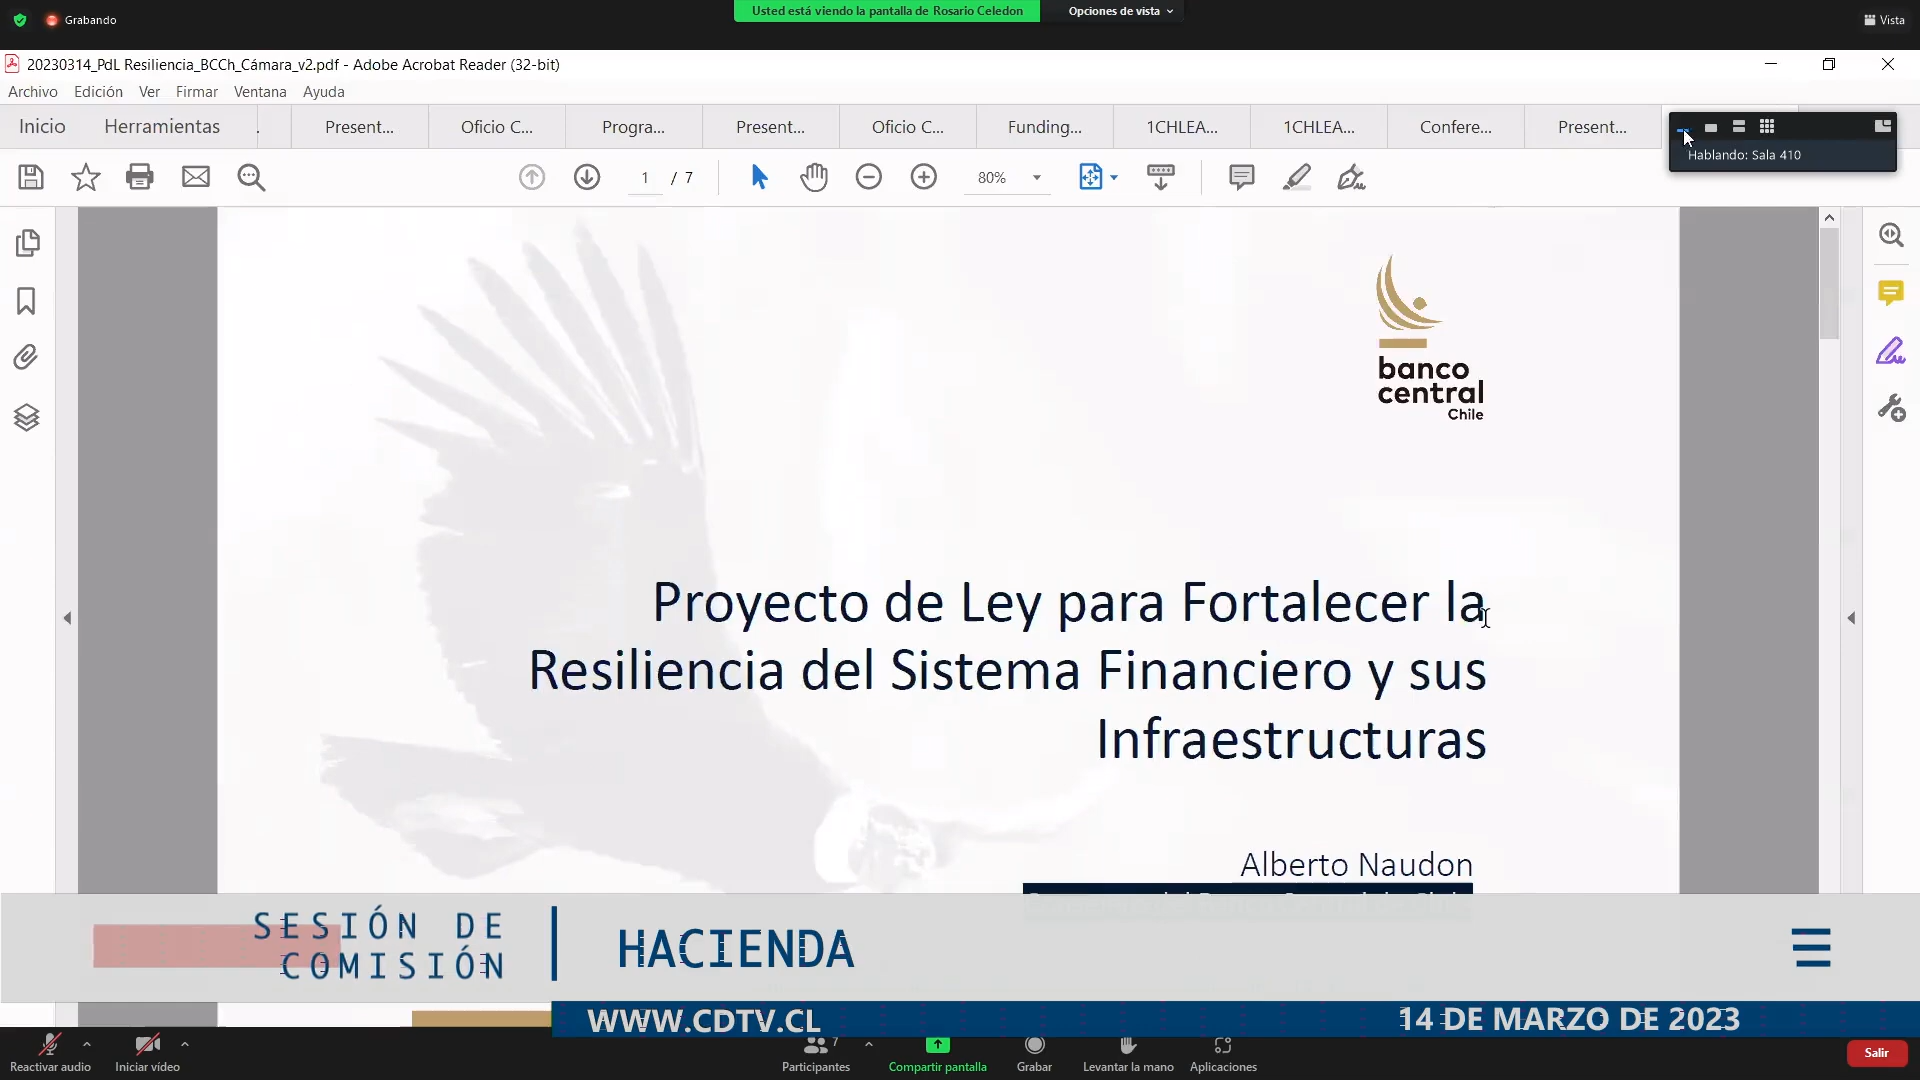 Grabando
Usted está viendo la pantalla de Rosario Celedon
Opciones de vista
Vista
20230314_PdL Resiliencia_BCCh_Cámara_v2.pdf - Adobe Acrobat Reader (32-bit)
Archivo Edición Ver Firmar Ventana Ayuda
Inicio Herramientas . Present... Oficio C... Progra... Present... Oficio C... Funding... 1CHLEA... 1CHLEA... Confere... Present...
Hablando: Sala 410
1 / 7 80%
banco
central
Chile
Proyecto de Ley para Fortalecer la
Resiliencia del Sistema Financiero y sus
Infraestructuras
Alberto Naudon
SESIÓN DE
COMISIÓN
HACIENDA
WWW.CDTV.CL
14 DE MARZO DE 2023
7
Reactivar audio Iniciar vídeo Participantes Compartir pantalla Grabar Levantar la mano Aplicaciones Salir